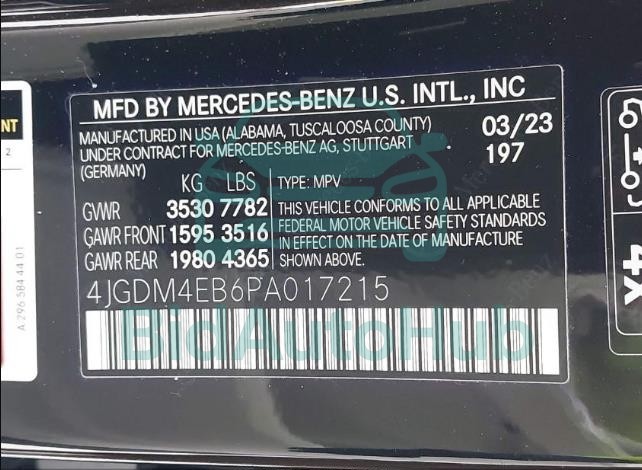 MFD BY MERCEDES-BENZ U.S. INTL., INC
MANUFACTURED IN USA (ALABAMA, TUSCALOOSA COUNTY)
UNDER CONTRACT FOR MERCEDES-BENZ AG, STUTTGART .
(GERMANY)
03/23
197
KG LBS
TYPE: MPV
GVWR 3530 7782
GAWR FRONT 1595 3516
GAWR REAR 1980 4365
THIS VEHICLE CONFORMS TO ALL APPLICABLE
FEDERAL MOTOR VEHICLE SAFETY STANDARDS
IN EFFECT ON THE DATE OF MANUFACTURE
SHOWN ABOVE.
4JGDM4EB6PA017215
BidAutoHub
NT
2
A 296 584 44 01
4X